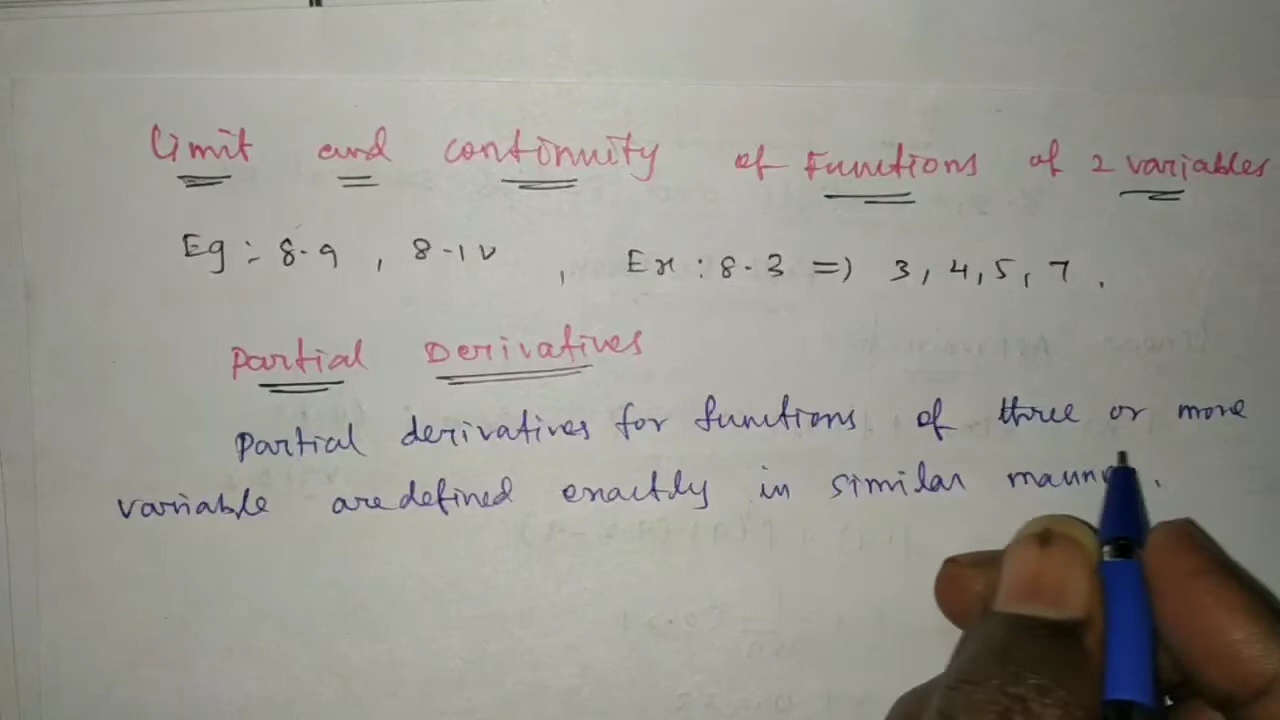 Limit and continuity of Functions of 2 variables
Eg :- 8.9 , 8.10 , Ex : 8.3 => 3, 4, 5, 7 .
Partial Derivatives
Partial derivatives for functions of three or more
variable are defined exactly in similar